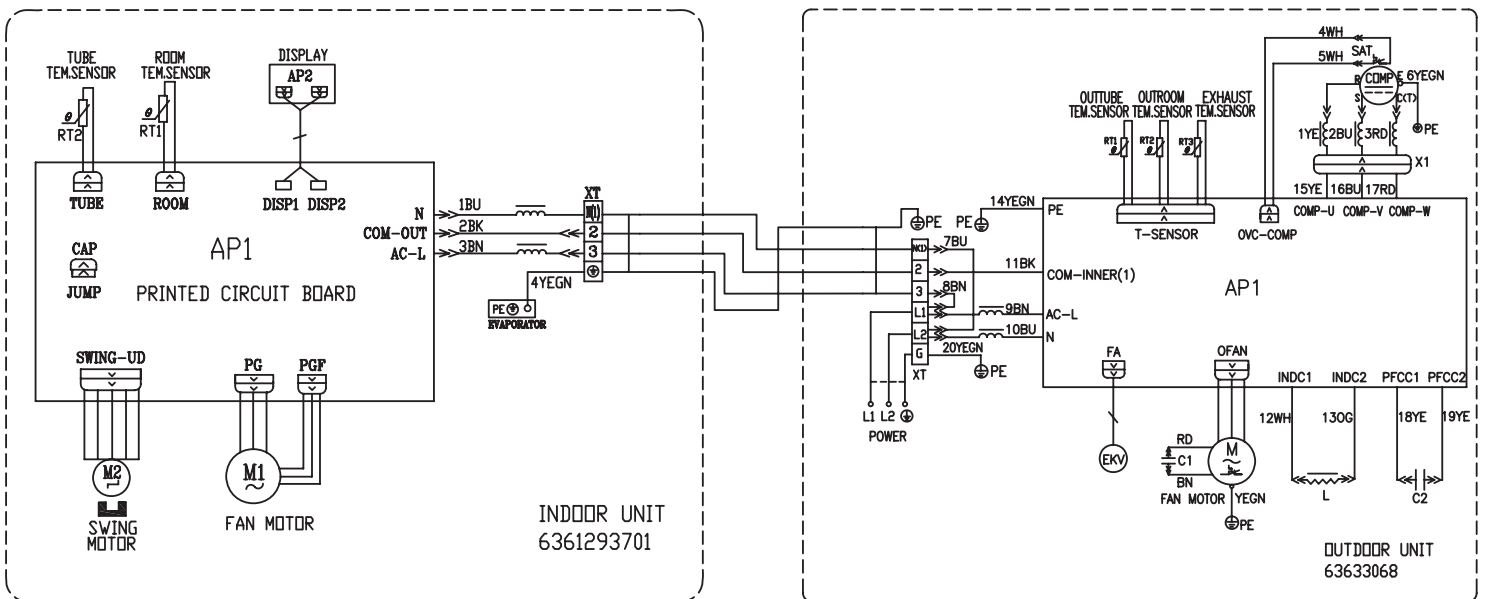 TUBE
TEM.SENSOR
ROOM
TEM.SENSOR
DISPLAY
AP2
θ
RT2
θ
RT1
TUBE
ROOM
DISP1 DISP2
CAP
JUMP
AP1
PRINTED CIRCUIT BOARD
N
COM-OUT
AC-L
1BU
2BK
3BN
4YEGN
XT
N(1)
2
3
PE
EVAPORATOR
SWING-UD
PG
PGF
M2
SWING
MOTOR
M1
~
FAN MOTOR
INDOOR UNIT
6361293701
4WH
5WH
SAT
COMP
R
S
C(T)
E
6YEGN
PE
1YE
2BU
3RD
X1
15YE
16BU
17RD
COMP-U
COMP-V
COMP-W
OUTTUBE
TEM.SENSOR
OUTROOM
TEM.SENSOR
EXHAUST
TEM.SENSOR
RT1
θ
RT2
θ
RT3
θ
T-SENSOR
OVC-COMP
14YEGN
PE
PE
PE
7BU
N(1)
2
3
L1
L2
G
XT
11BK
8BN
9BN
10BU
20YEGN
PE
COM-INNER(1)
AC-L
N
AP1
L1 L2
POWER
FA
EKV
OFAN
RD
C1
BN
M
~
FAN MOTOR
YEGN
PE
INDC1
INDC2
12WH
13OG
L
PFCC1
PFCC2
18YE
19YE
C2
OUTDOOR UNIT
63633068